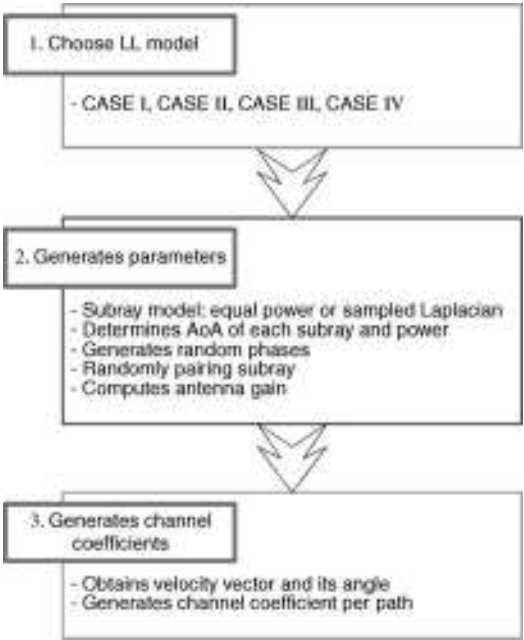 1. Choose LL model
- CASE I, CASE II, CASE III, CASE IV
2. Generates parameters
- Subray model: equal power or sampled Laplacian
- Determines AoA of each subray and power
- Generates random phases
- Randomly pairing subray
- Computes antenna gain
3. Generates channel
coefficients
- Obtains velocity vector and its angle
- Generates channel coefficient per path